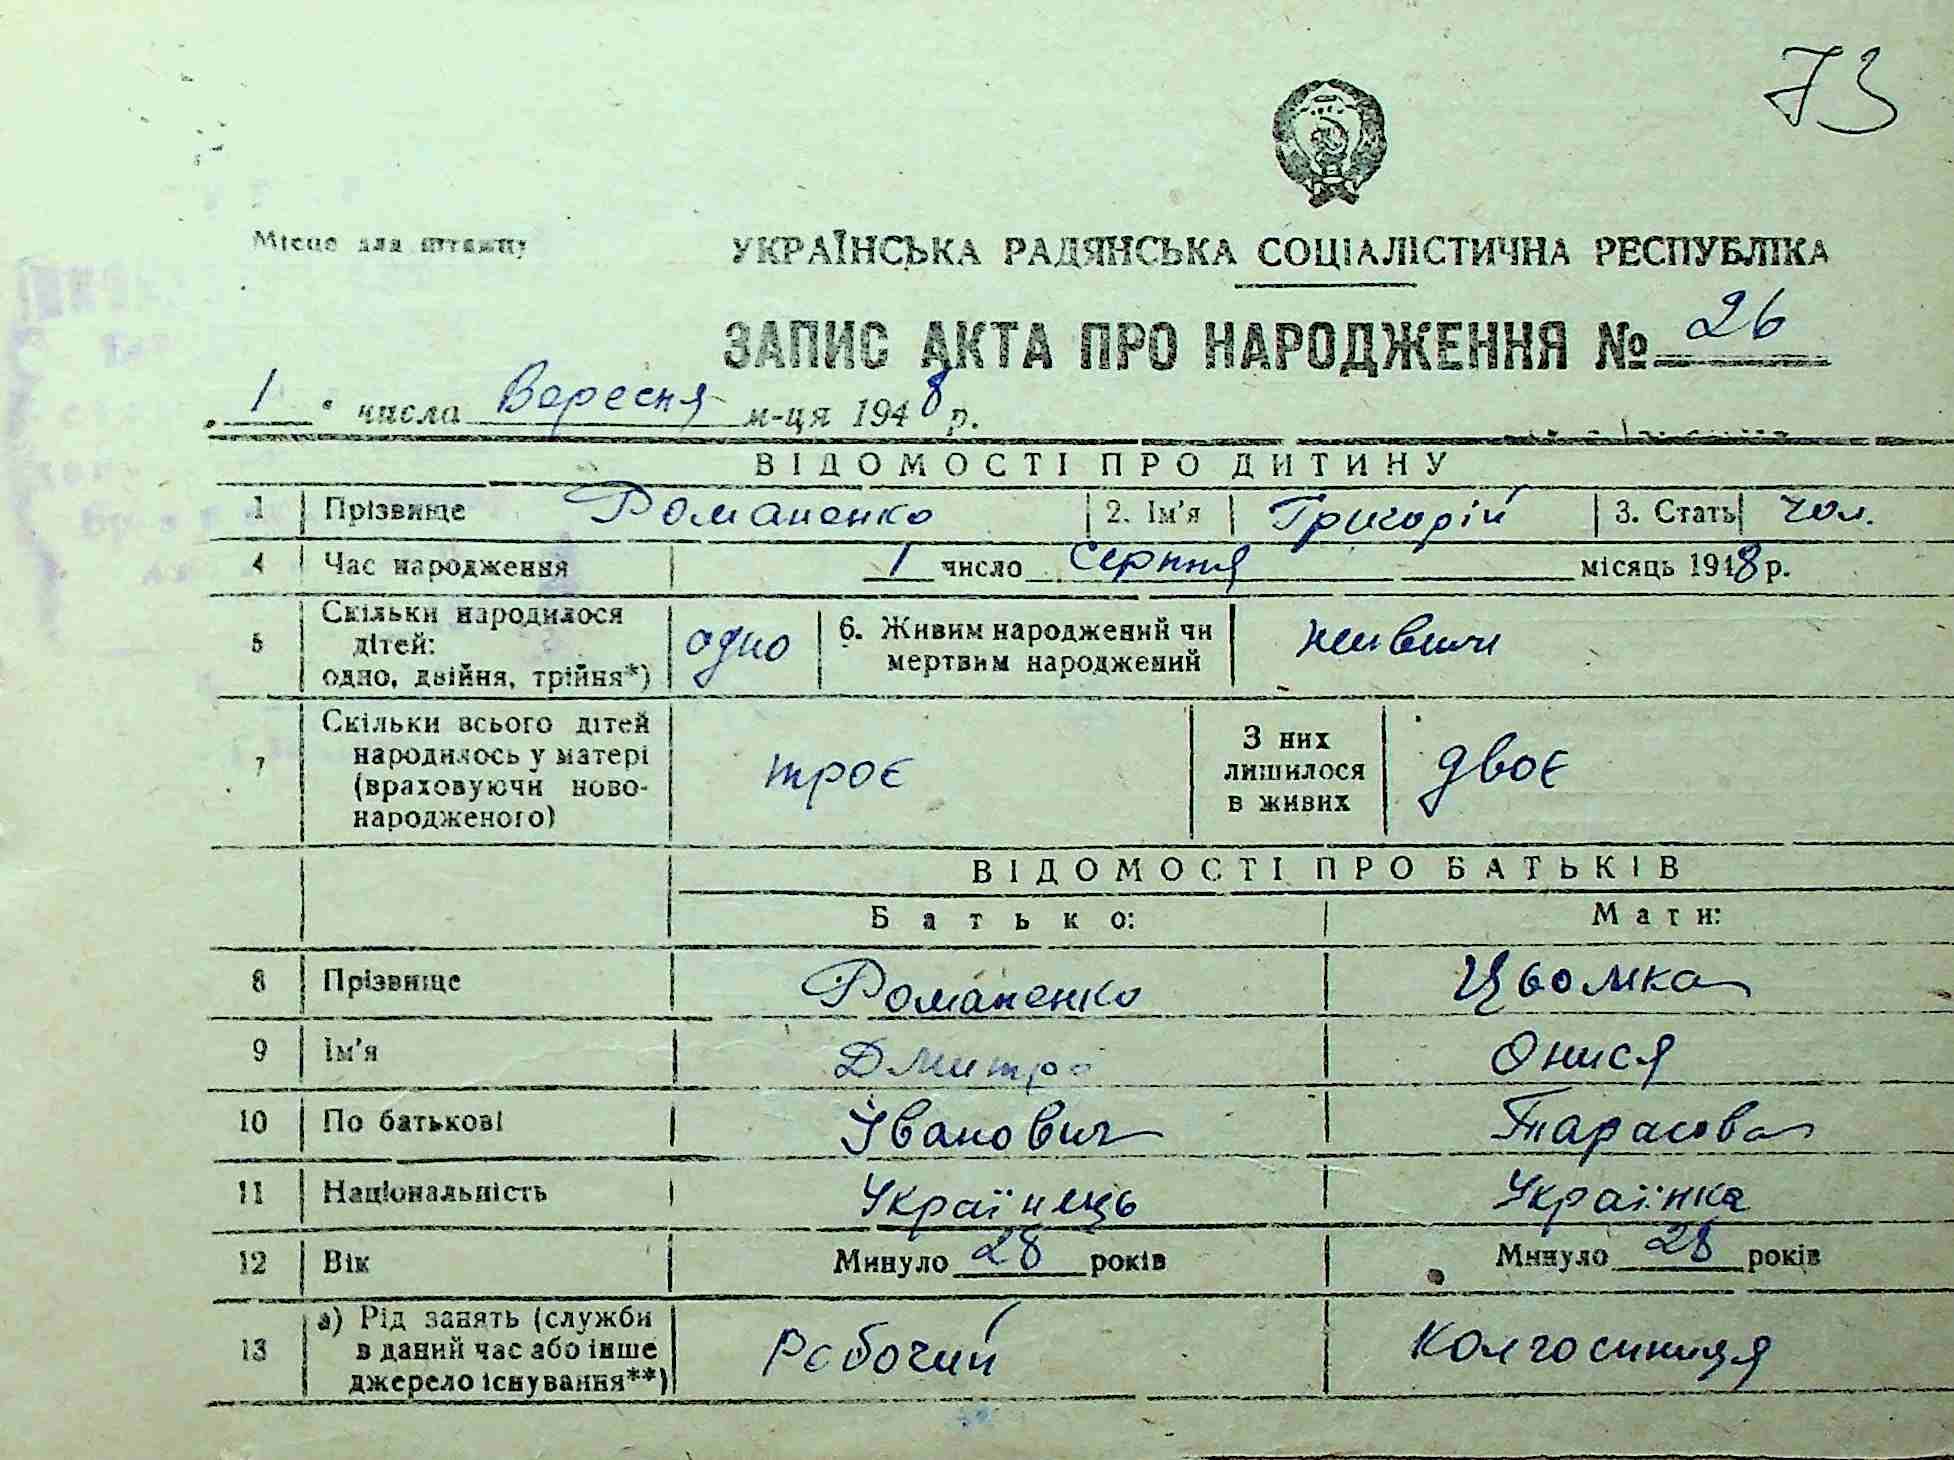 73
Місце для штампу
УКРАЇНСЬКА РАДЯНСЬКА СОЦІАЛІСТИЧНА РЕСПУБЛІКА
ЗАПИС АКТА ПРО НАРОДЖЕННЯ № 26
„ 1 " числа Вересня м-ця 1948 р.
ВІДОМОСТІ ПРО ДИТИНУ
1 Прізвище Романенко 2. Ім'я Григорій 3. Стать чол.
4 Час народження 1 число серпня місяць 1948 р.
5 Скільки народилося дітей: одно, двійня, трійня*) одно 6. Живим народжений чи мертвим народжений живим
7 Скільки всього дітей народилось у матері (враховуючи новонародженого) троє З них лишилося в живих двоє
ВІДОМОСТІ ПРО БАТЬКІВ
Батько: Мати:
8 Прізвище Романенко Цьомка
9 Ім'я Дмитро Онися
10 По батькові Іванович Тарасова
11 Національність Українець Українка
12 Вік Минуло 28 років Минуло 28 років
13 а) Рід занять (служби в даний час або інше джерело існування**) Робочий Колгоспниця